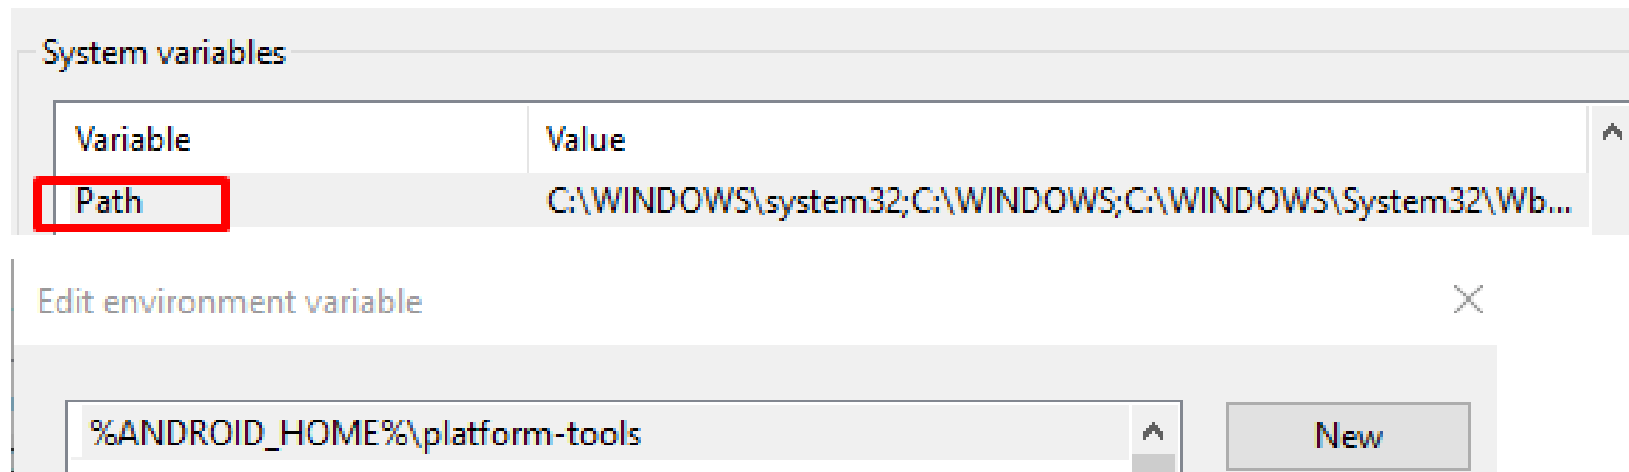 System variables
Variable Value
Path C:\WINDOWS\system32;C:\WINDOWS;C:\WINDOWS\System32\Wb...
Edit environment variable
%ANDROID_HOME%\platform-tools New